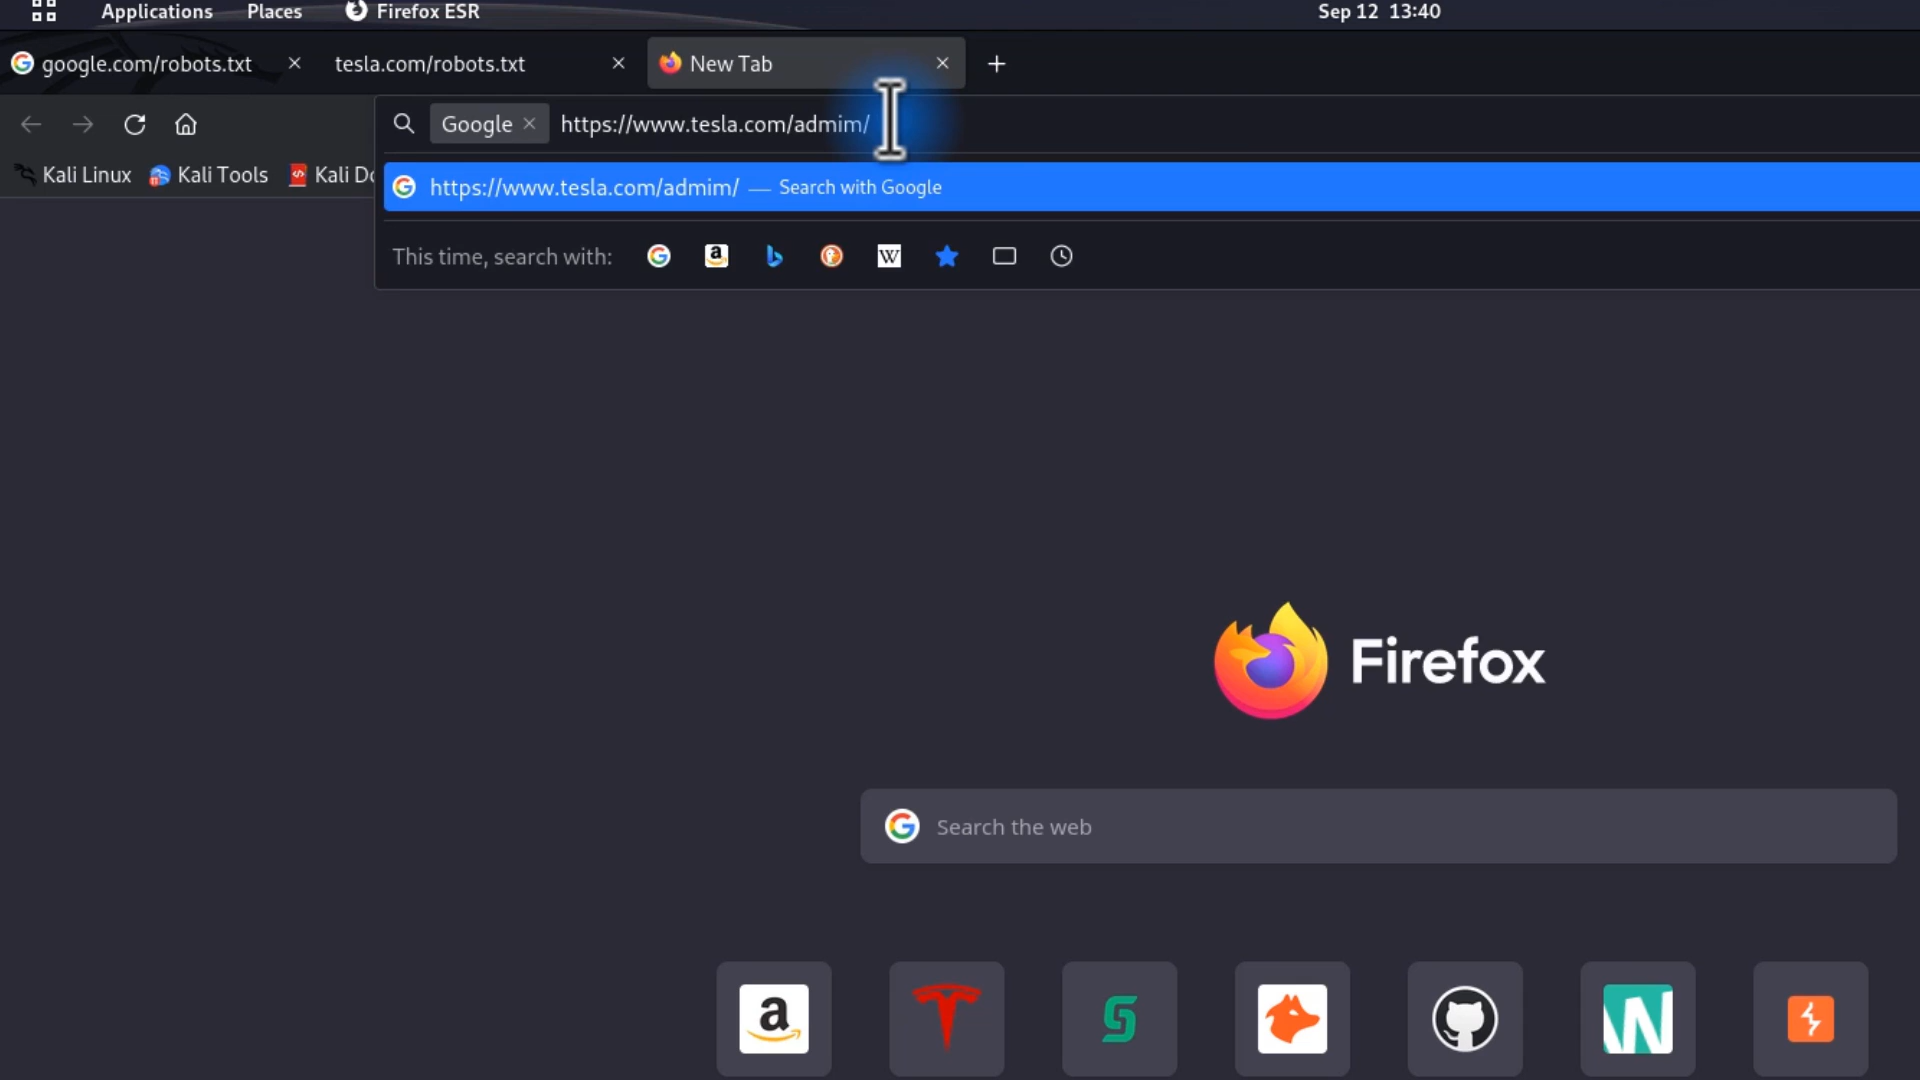 Applications Places Firefox ESR Sep 12 13:40
google.com/robots.txt tesla.com/robots.txt New Tab
Google https://www.tesla.com/admim/
Kali Linux Kali Tools Kali Do
https://www.tesla.com/admim/ — Search with Google
This time, search with:
Firefox
Search the web